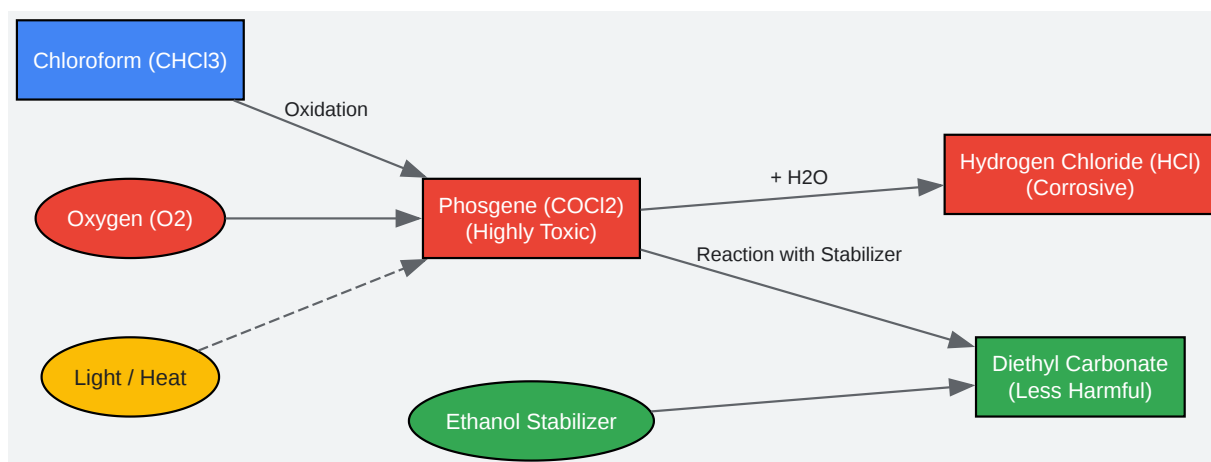 Chloroform (CHCl3)
Oxidation
Oxygen (O2)
Light / Heat
Phosgene (COCl2)
(Highly Toxic)
+ H2O
Hydrogen Chloride (HCl)
(Corrosive)
Reaction with Stabilizer
Diethyl Carbonate
(Less Harmful)
Ethanol Stabilizer